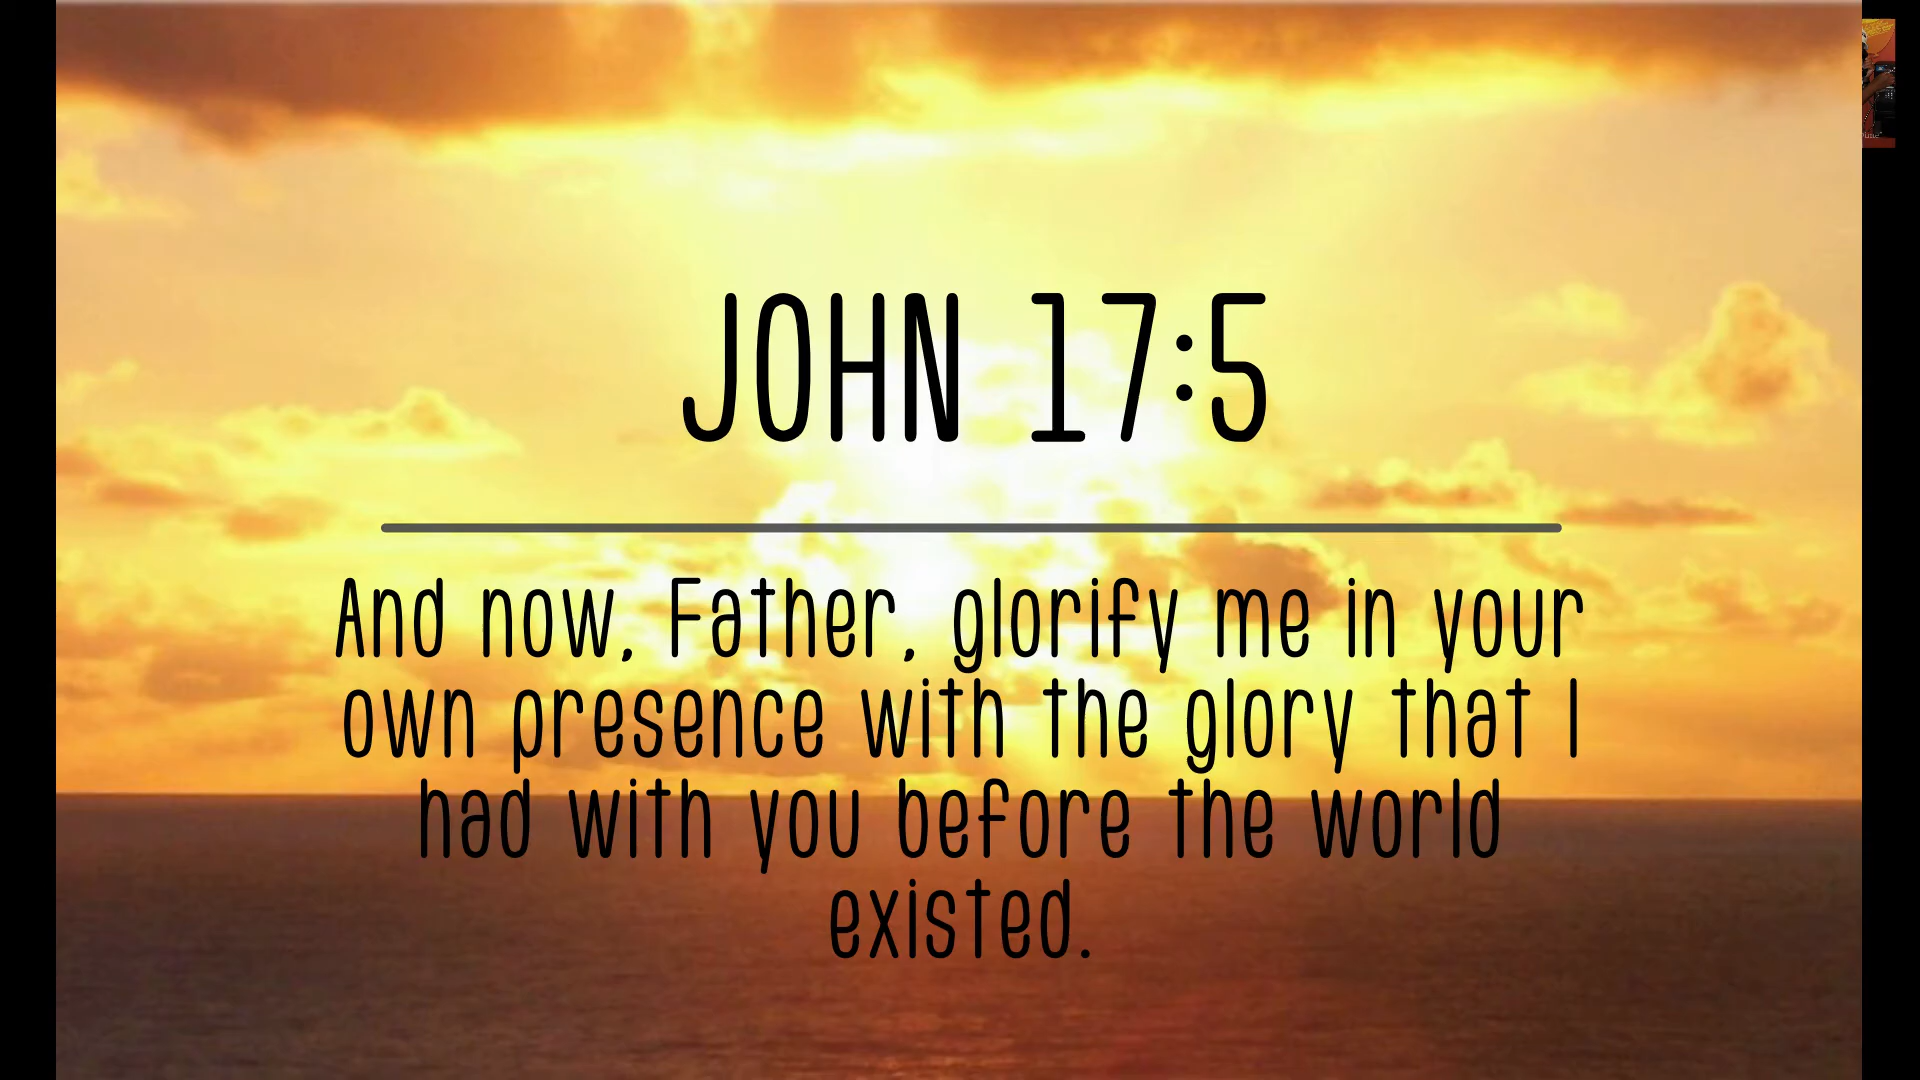 JOHN 17:5
And now, Father, glorify me in your
own presence with the glory that I
had with you before the world
existed.